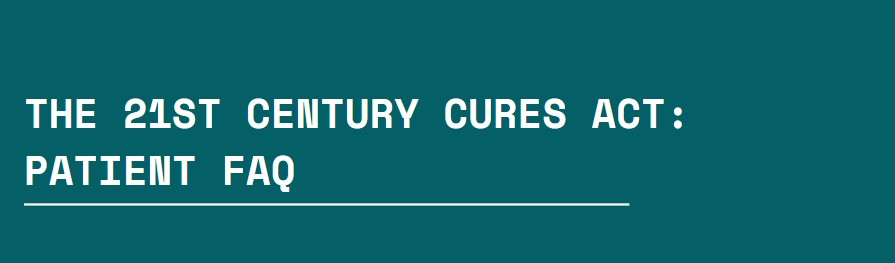 THE 21ST CENTURY CURES ACT:
PATIENT FAQ